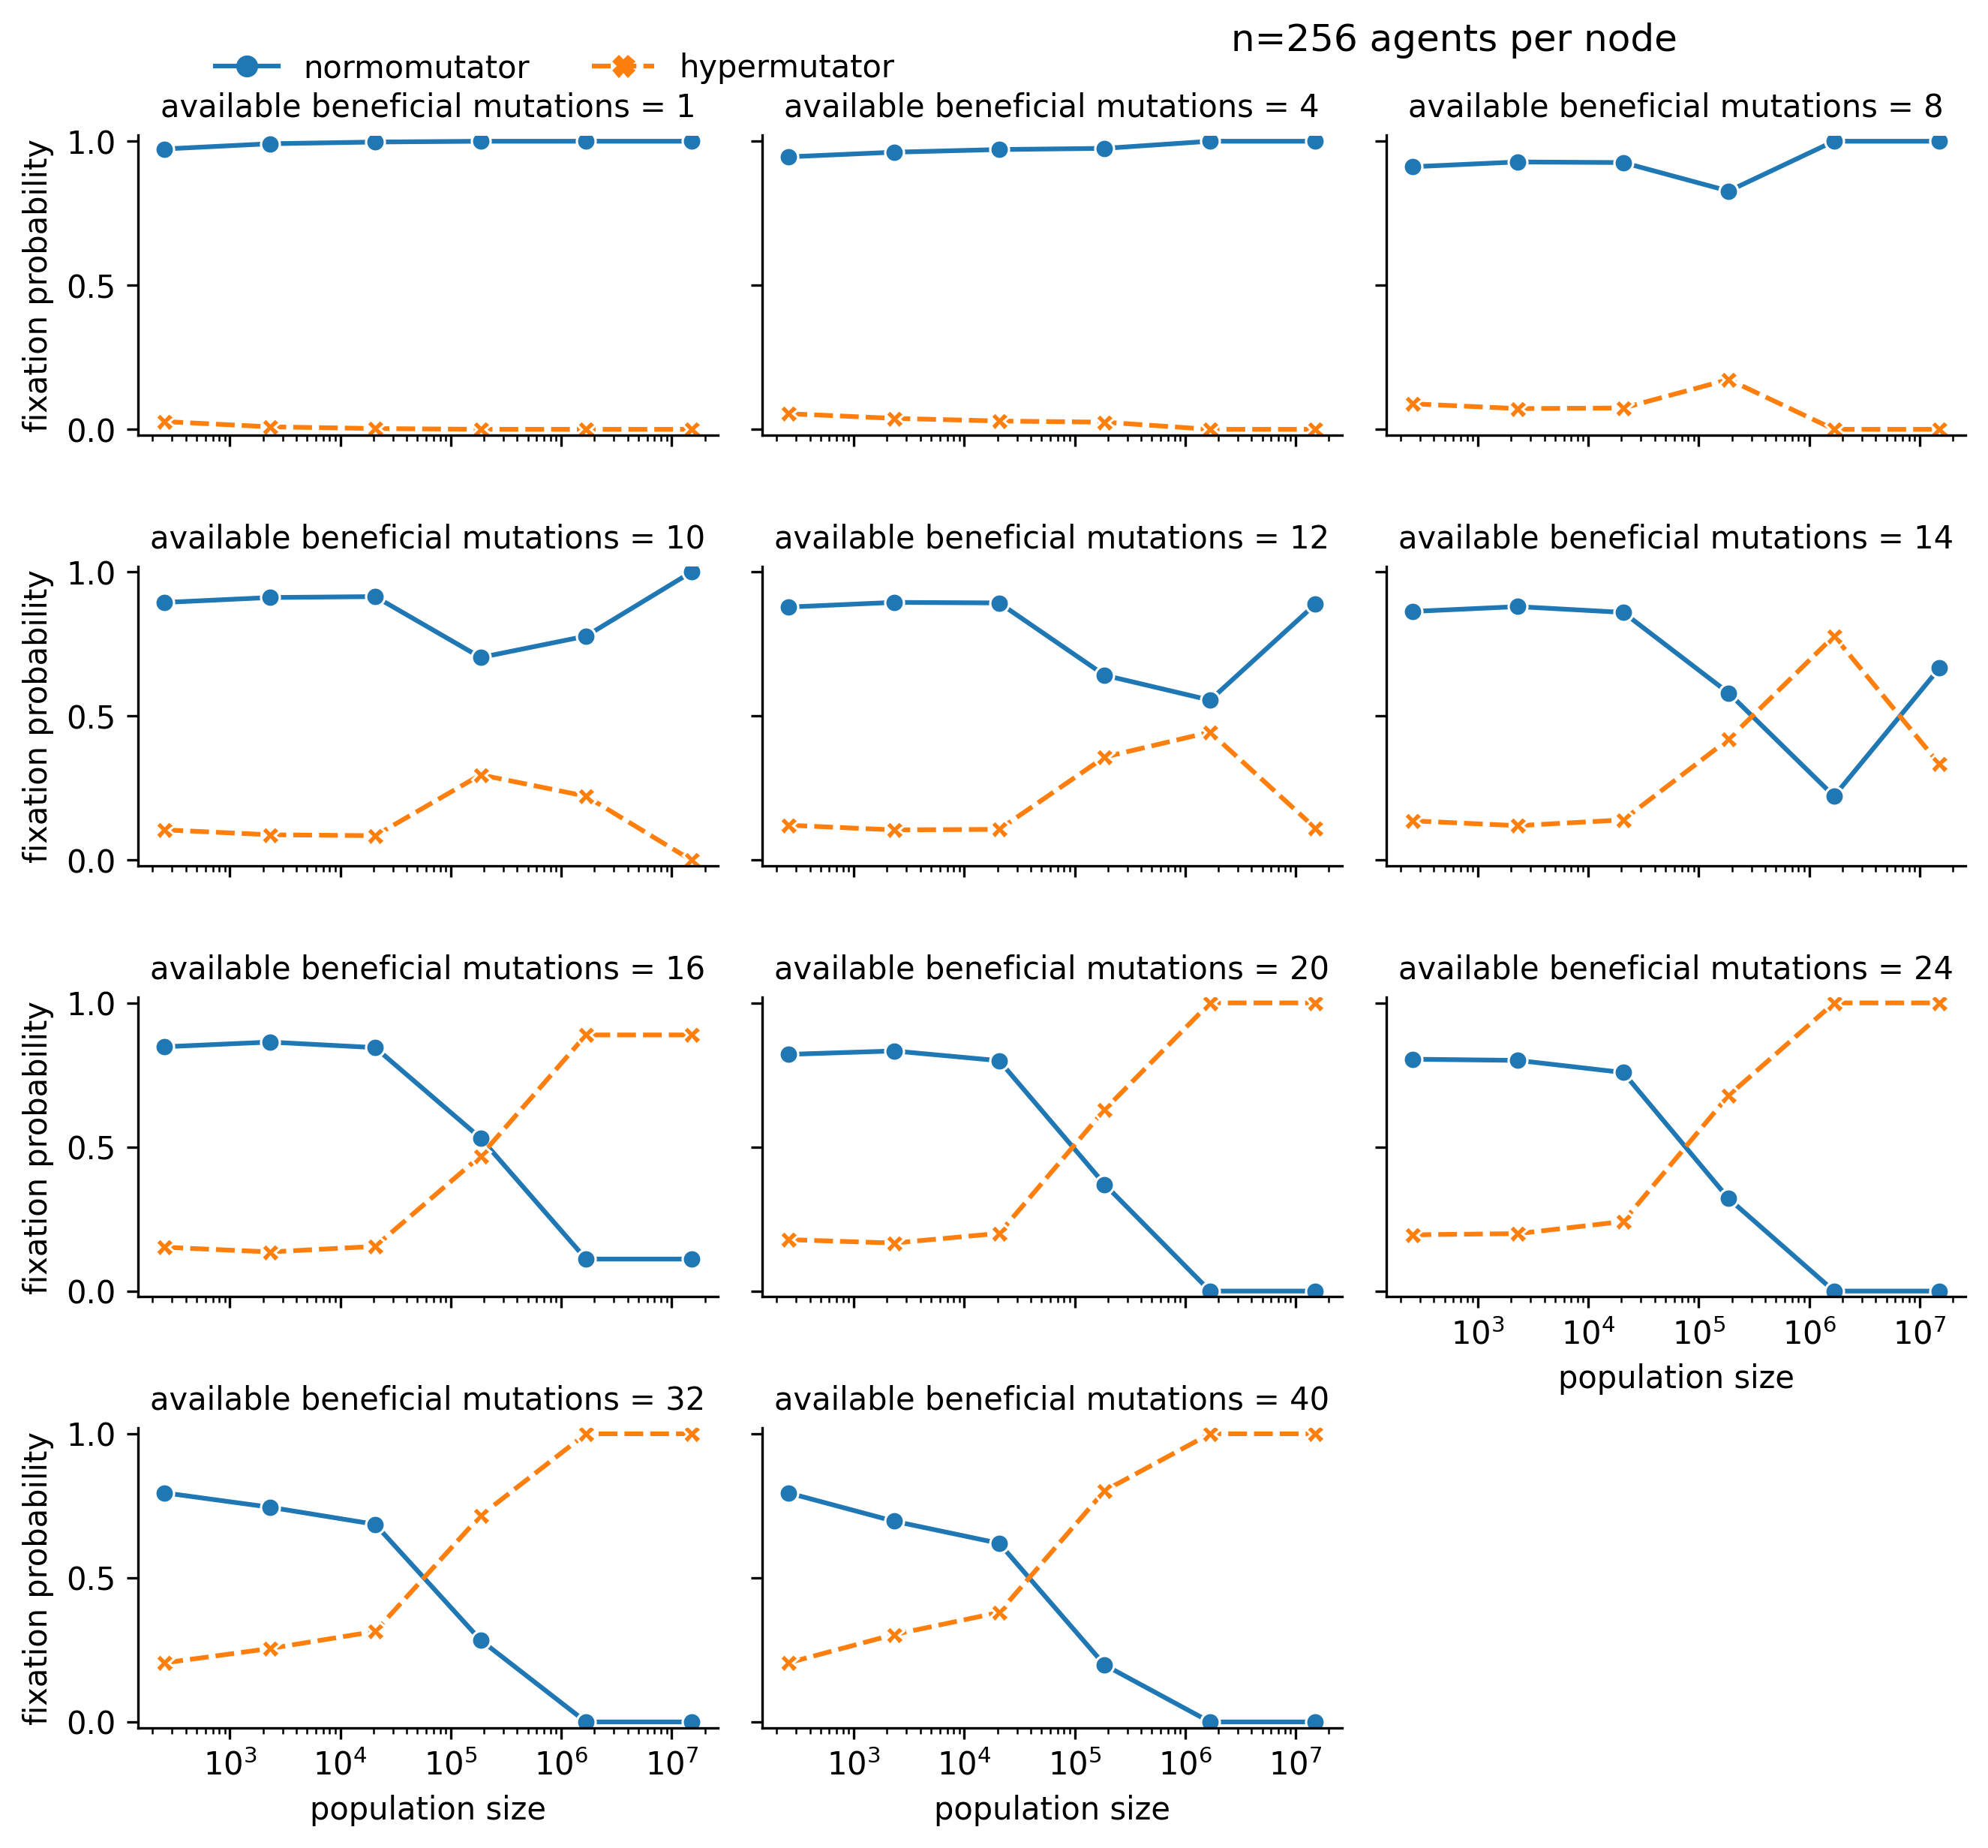 n=256 agents per node
normomutator hypermutator
available beneficial mutations = 1
available beneficial mutations = 4
available beneficial mutations = 8
fixation probability
1.0
0.5
0.0
available beneficial mutations = 10
available beneficial mutations = 12
available beneficial mutations = 14
fixation probability
1.0
0.5
0.0
available beneficial mutations = 16
available beneficial mutations = 20
available beneficial mutations = 24
fixation probability
1.0
0.5
0.0
10³ 10⁴ 10⁵ 10⁶ 10⁷
population size
available beneficial mutations = 32
available beneficial mutations = 40
fixation probability
1.0
0.5
0.0
10³ 10⁴ 10⁵ 10⁶ 10⁷
10³ 10⁴ 10⁵ 10⁶ 10⁷
population size
population size